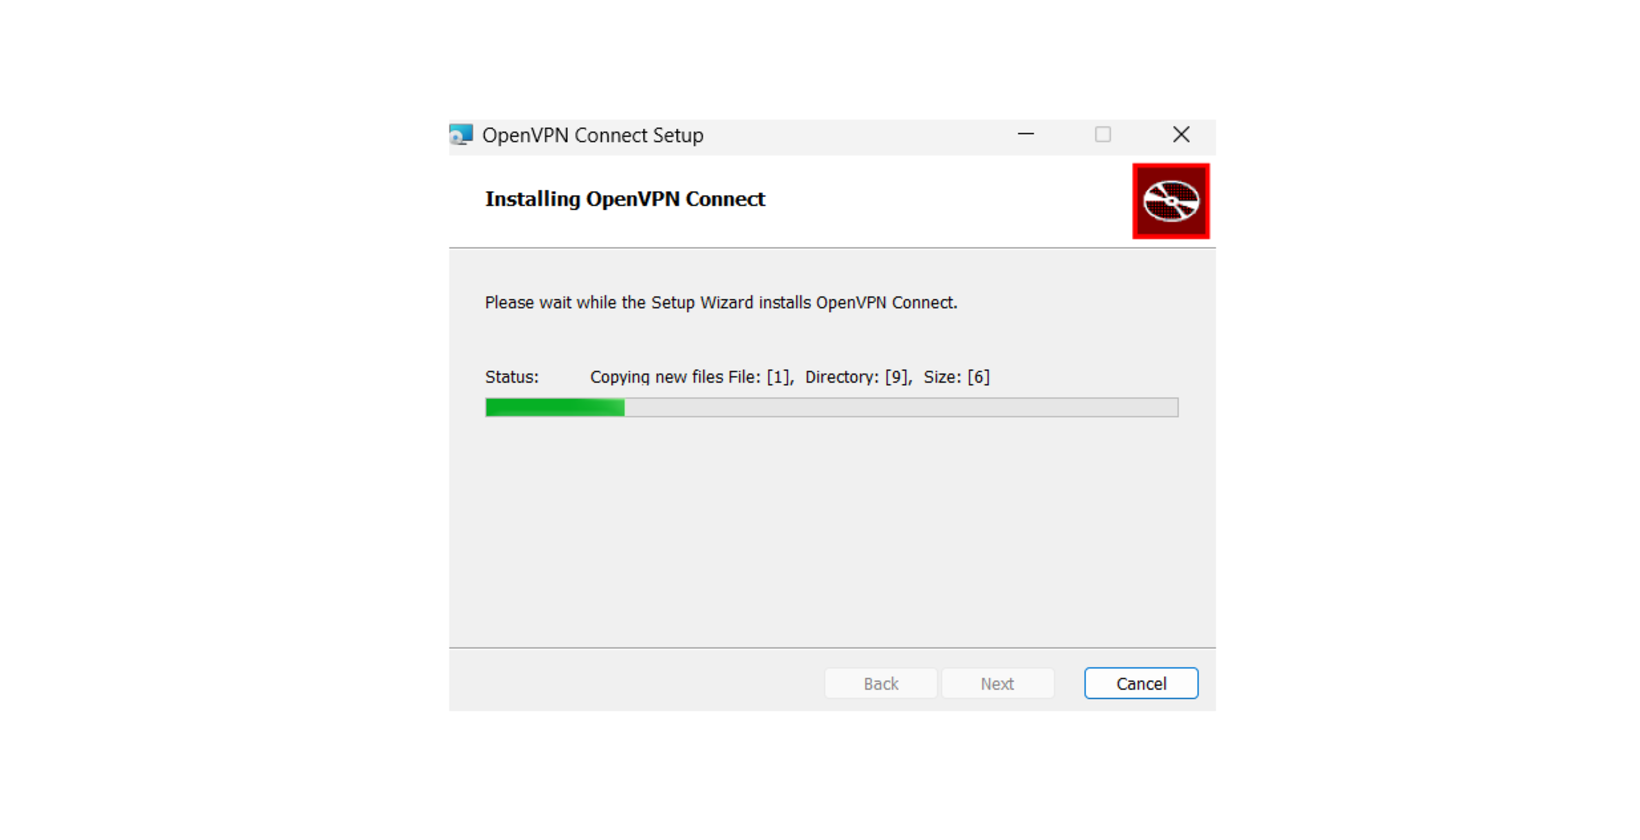 OpenVPN Connect Setup
Installing OpenVPN Connect
Please wait while the Setup Wizard installs OpenVPN Connect.
Status: Copying new files File: [1], Directory: [9], Size: [6]
Back Next Cancel